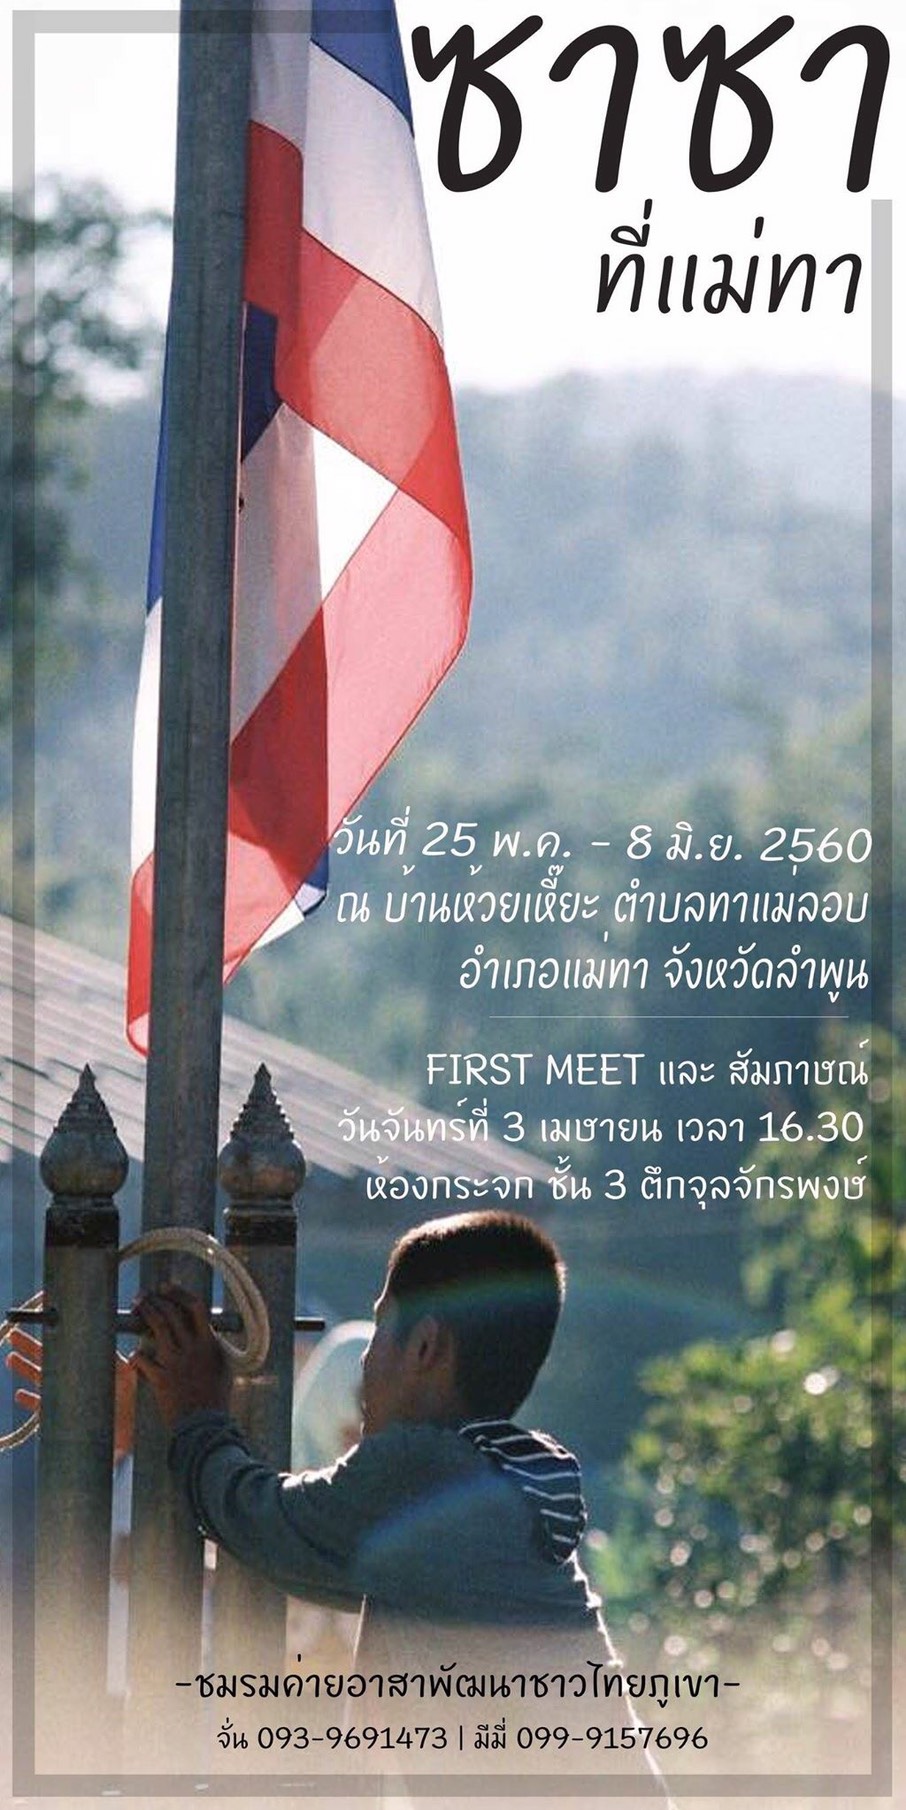 ซาซา
ที่แม่ทา
วันที่ 25 พ.ค. - 8 มิ.ย. 2560
ณ บ้านห้วยเหี๊ยะ ตำบลทาแม่ลอบ
อำเภอแม่ทา จังหวัดลำพูน
FIRST MEET และ สัมภาษณ์
วันจันทร์ที่ 3 เมษายน เวลา 16.30
ห้องกระจก ชั้น 3 ตึกจุลจักรพงษ์
-ชมรมค่ายอาสาพัฒนาชาวไทยภูเขา-
จั่น 093-9691473 | มีมี่ 099-9157696